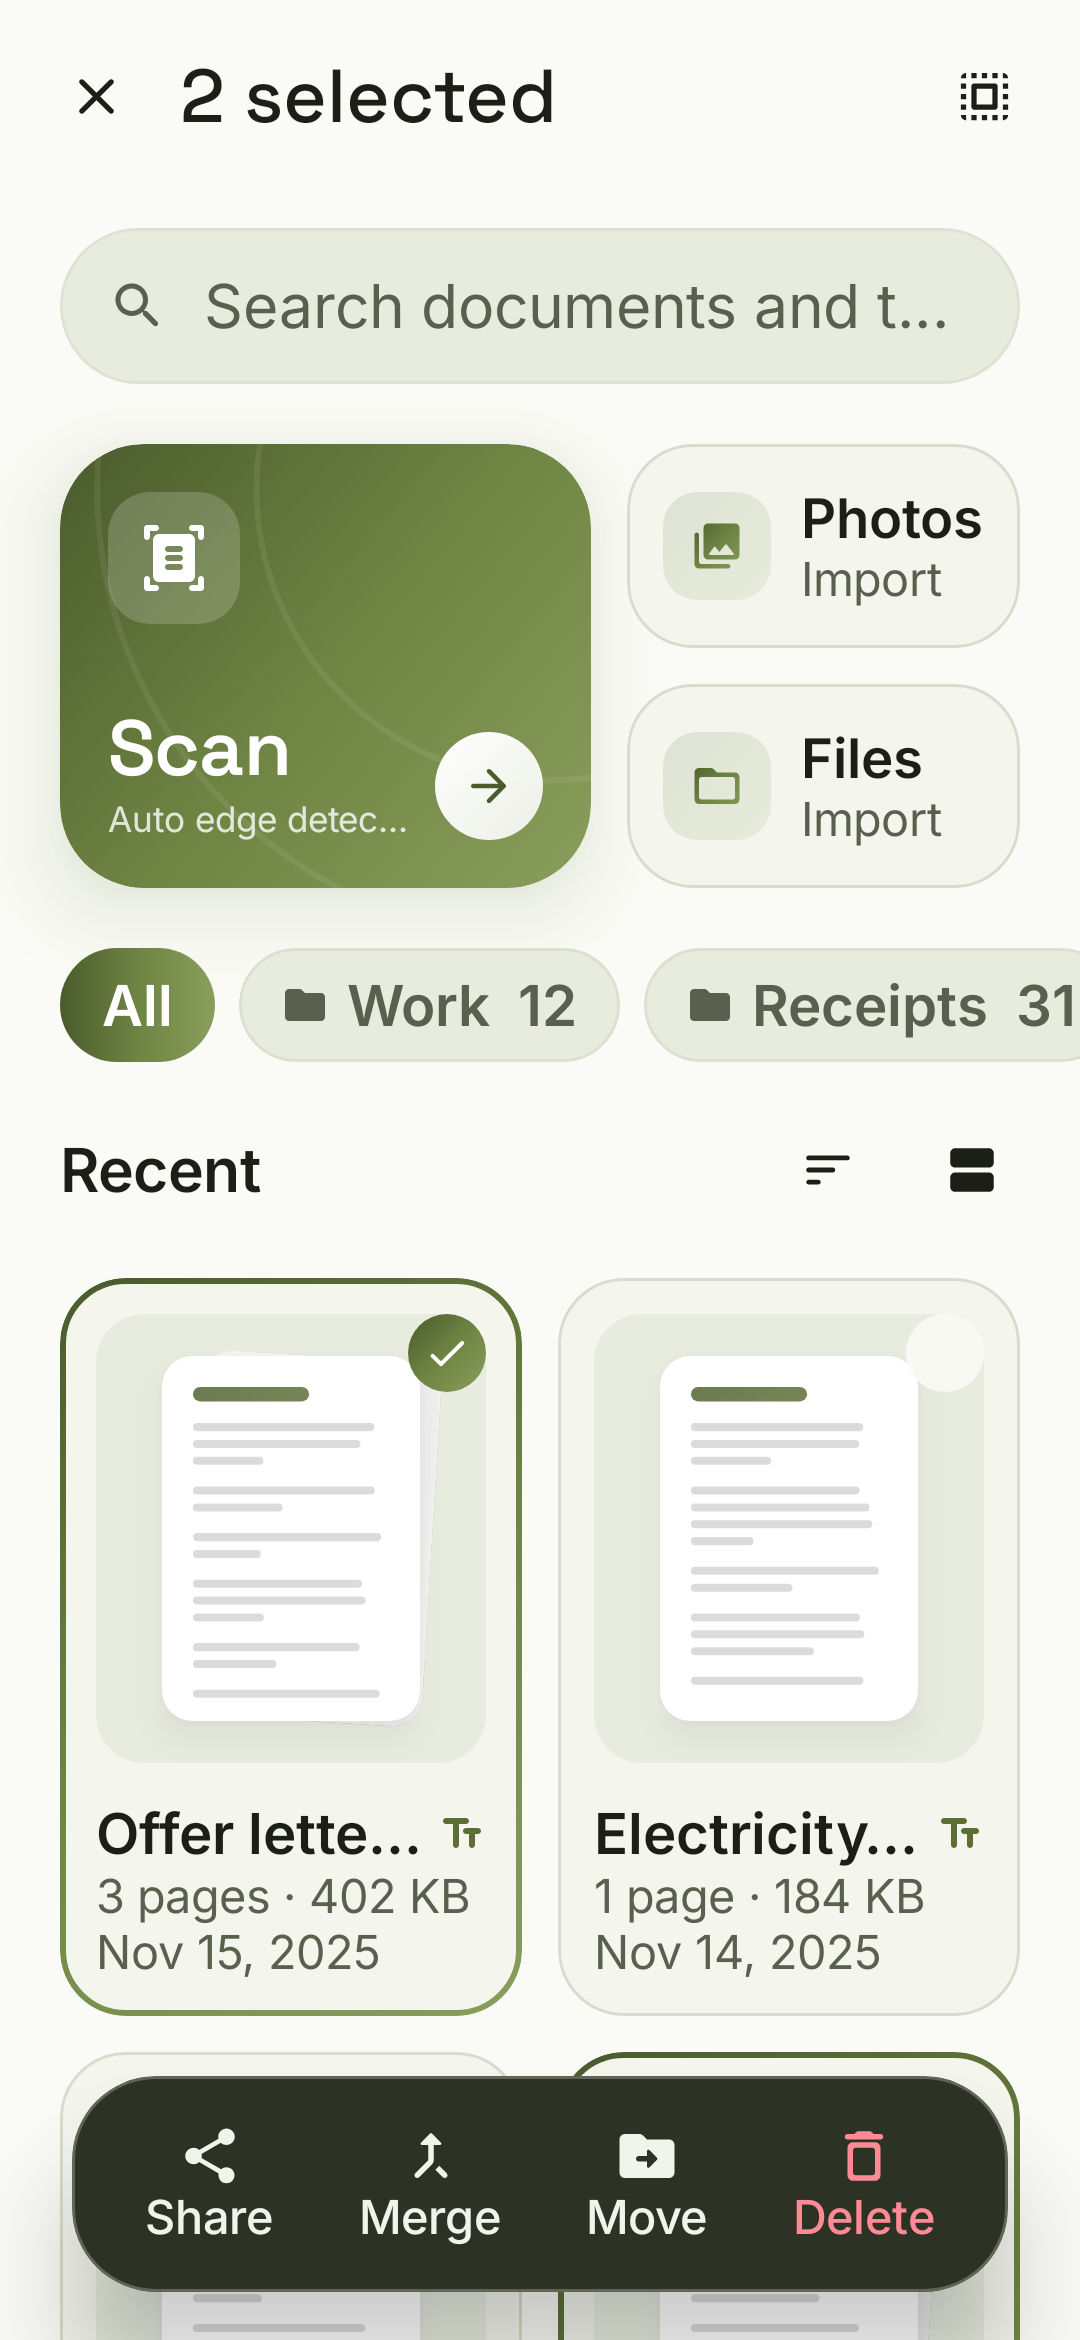 2 selected
Search documents and t...
Scan
Auto edge detec...
Photos
Import
Files
Import
All
Work 12
Receipts 31
Recent
Offer lette...
3 pages · 402 KB
Nov 15, 2025
Electricity...
1 page · 184 KB
Nov 14, 2025
Share
Merge
Move
Delete